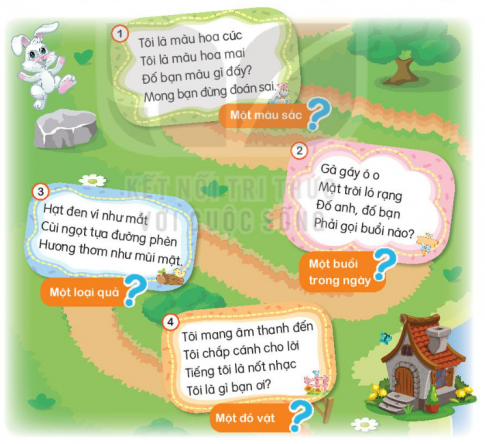 1
Tôi là màu hoa cúc
Tôi là màu hoa mai
Đố bạn màu gì đấy?
Mong bạn đừng đoán sai.
Một màu sắc ?
2
Gà gáy ò o
Mặt trời ló rạng
Đố anh, đố bạn
Phải gọi buổi nào?
Một buổi
trong ngày ?
3
Hạt đen ví như mắt
Cùi ngọt tựa đường phèn
Hương thơm như mùi mật.
Một loại quả ?
4
Tôi mang âm thanh đến
Tôi chắp cánh cho lời
Tiếng tôi là nốt nhạc
Tôi là gì bạn ơi?
Một đồ vật ?
KẾT NỐI TRI THỨC
VỚI CUỘC SỐNG